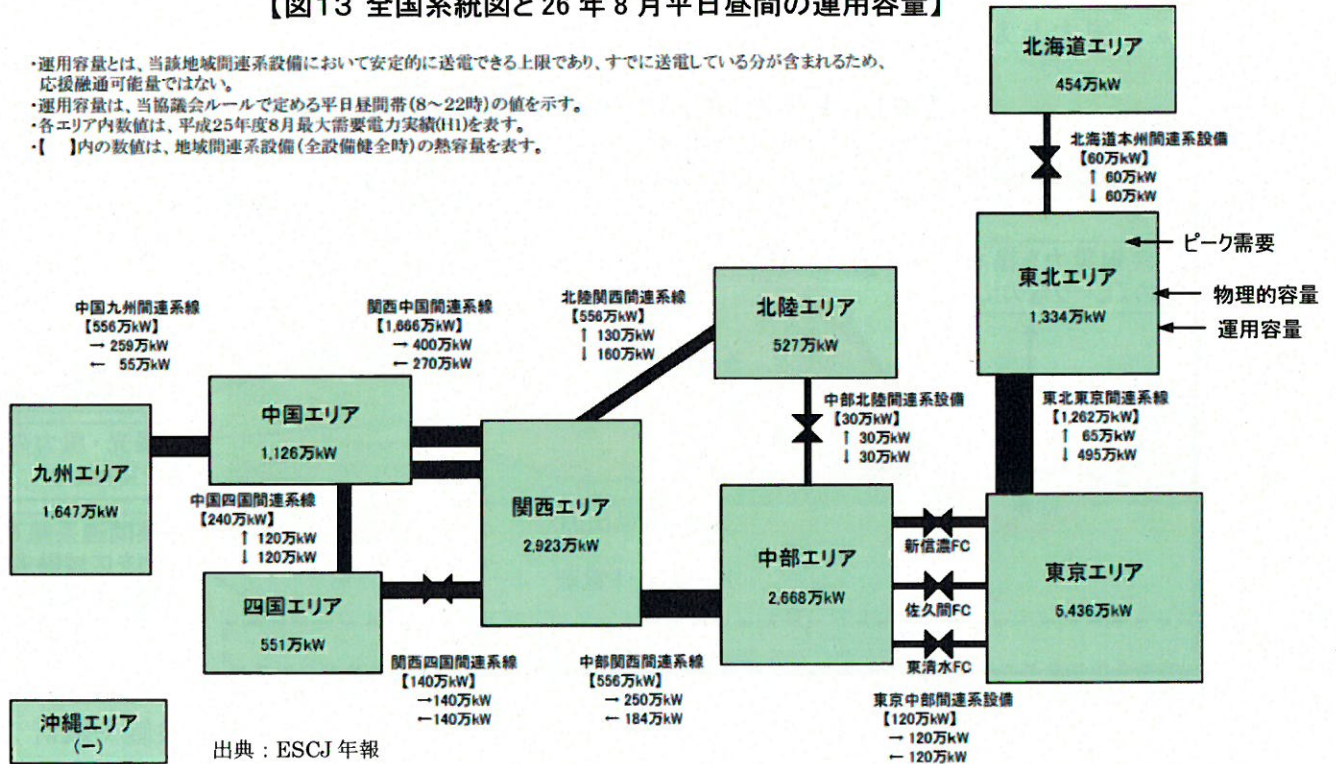 【図13 全国系統図と26年8月平日昼間の運用容量】
・運用容量とは、当該地域間連系設備において安定的に送電できる上限であり、すでに送電している分が含まれるため、
応援融通可能量ではない。
・運用容量は、当協議会ルールで定める平日昼間帯(8～22時)の値を示す。
・各エリア内数値は、平成25年度8月最大需要電力実績(H1)を表す。
・【　】内の数値は、地域間連系設備(全設備健全時)の熱容量を表す。
北海道エリア
454万kW
北海道本州間連系設備
【60万kW】
↑ 60万kW
↓ 60万kW
東北エリア
1,334万kW
ピーク需要
物理的容量
運用容量
中国九州間連系線
【556万kW】
→ 259万kW
← 55万kW
関西中国間連系線
【1,666万kW】
→ 400万kW
← 270万kW
北陸関西間連系線
【556万kW】
↑ 130万kW
↓ 160万kW
北陸エリア
527万kW
中部北陸間連系設備
【30万kW】
↑ 30万kW
↓ 30万kW
東北東京間連系線
【1,262万kW】
↑ 65万kW
↓ 495万kW
九州エリア
1,647万kW
中国エリア
1,126万kW
中国四国間連系線
【240万kW】
↑ 120万kW
↓ 120万kW
四国エリア
551万kW
関西エリア
2,923万kW
中部エリア
2,668万kW
新信濃FC
佐久間FC
東清水FC
東京エリア
5,436万kW
関西四国間連系線
【140万kW】
→140万kW
←140万kW
中部関西間連系線
【556万kW】
→ 250万kW
← 184万kW
東京中部間連系設備
【120万kW】
→ 120万kW
← 120万kW
沖縄エリア
(－)
出典：ESCJ 年報